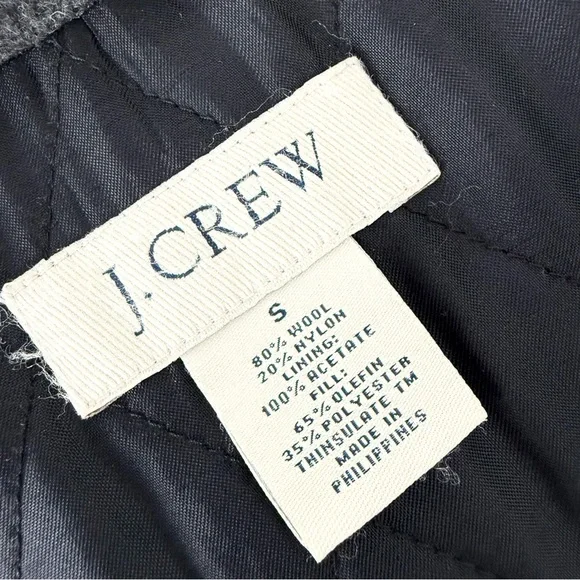 J. CREW
S
80% WOOL
20% NYLON
LINING:
100% ACETATE
FILL:
65% OLEFIN
35% POLYESTER
THINSULATE TM
MADE IN
PHILIPPINES